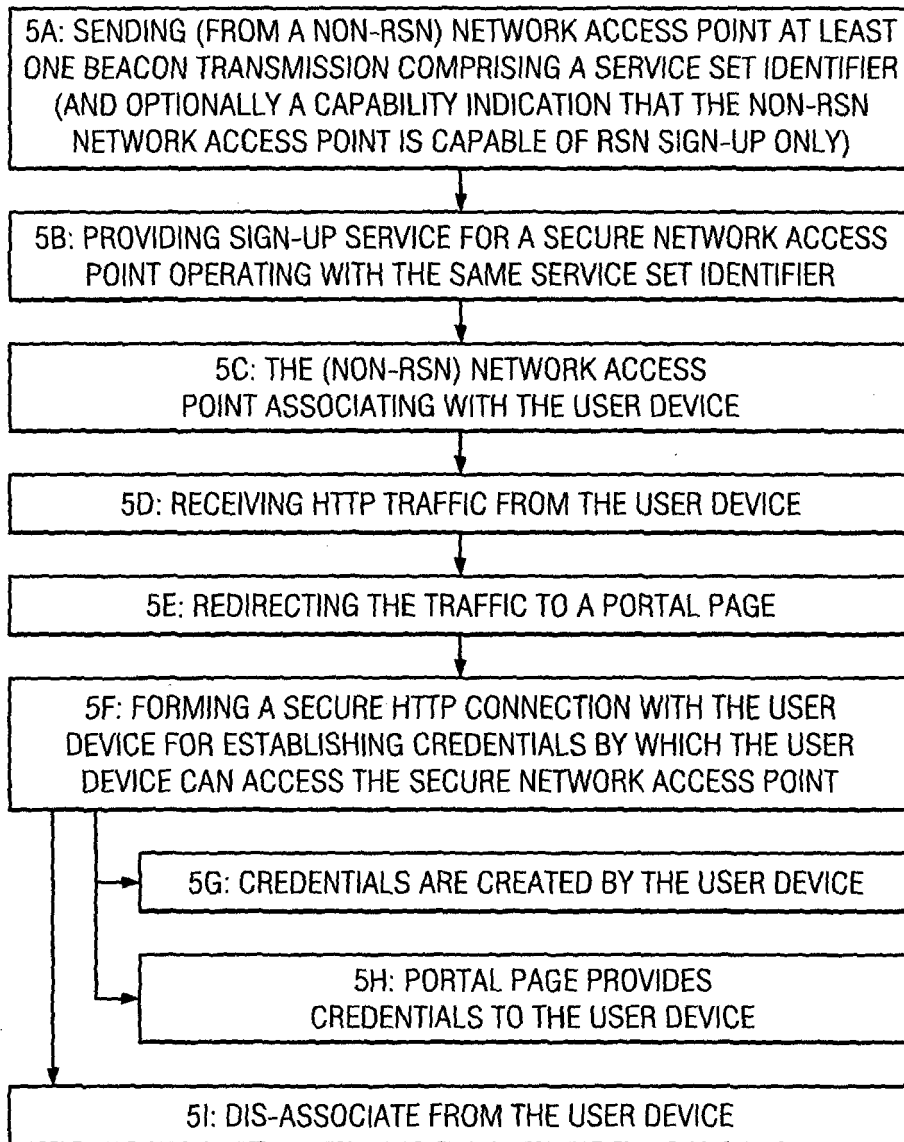 5A: SENDING (FROM A NON-RSN) NETWORK ACCESS POINT AT LEAST
ONE BEACON TRANSMISSION COMPRISING A SERVICE SET IDENTIFIER
(AND OPTIONALLY A CAPABILITY INDICATION THAT THE NON-RSN
NETWORK ACCESS POINT IS CAPABLE OF RSN SIGN-UP ONLY)
5B: PROVIDING SIGN-UP SERVICE FOR A SECURE NETWORK ACCESS
POINT OPERATING WITH THE SAME SERVICE SET IDENTIFIER
5C: THE (NON-RSN) NETWORK ACCESS
POINT ASSOCIATING WITH THE USER DEVICE
5D: RECEIVING HTTP TRAFFIC FROM THE USER DEVICE
5E: REDIRECTING THE TRAFFIC TO A PORTAL PAGE
5F: FORMING A SECURE HTTP CONNECTION WITH THE USER
DEVICE FOR ESTABLISHING CREDENTIALS BY WHICH THE USER
DEVICE CAN ACCESS THE SECURE NETWORK ACCESS POINT
5G: CREDENTIALS ARE CREATED BY THE USER DEVICE
5H: PORTAL PAGE PROVIDES
CREDENTIALS TO THE USER DEVICE
5I: DIS-ASSOCIATE FROM THE USER DEVICE